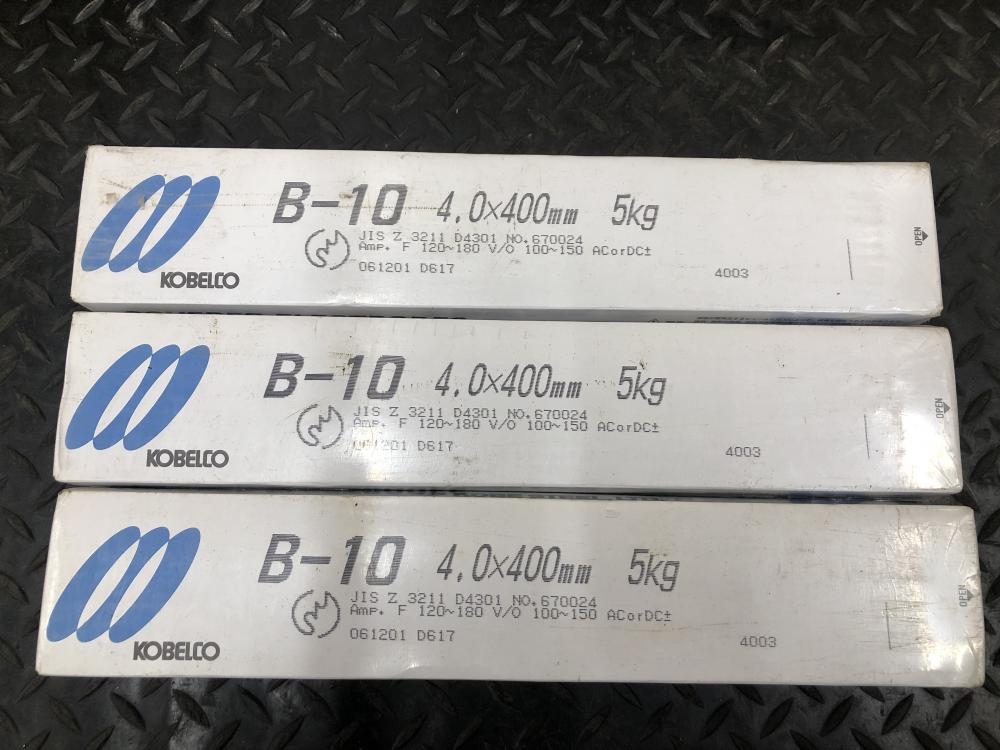 B-10 4.0×400mm 5kg
JIS Z 3211 D4301 NO.670024
Amp. F 120~180 V/O 100~150 ACorDC±
061201 D617
4003
OPEN
KOBELCO
B-10 4.0×400mm 5kg
JIS Z 3211 D4301 NO.670024
Amp. F 120~180 V/O 100~150 ACorDC±
061201 D617
4003
OPEN
KOBELCO
B-10 4.0×400mm 5kg
JIS Z 3211 D4301 NO.670024
Amp. F 120~180 V/O 100~150 ACorDC±
061201 D617
4003
OPEN
KOBELCO